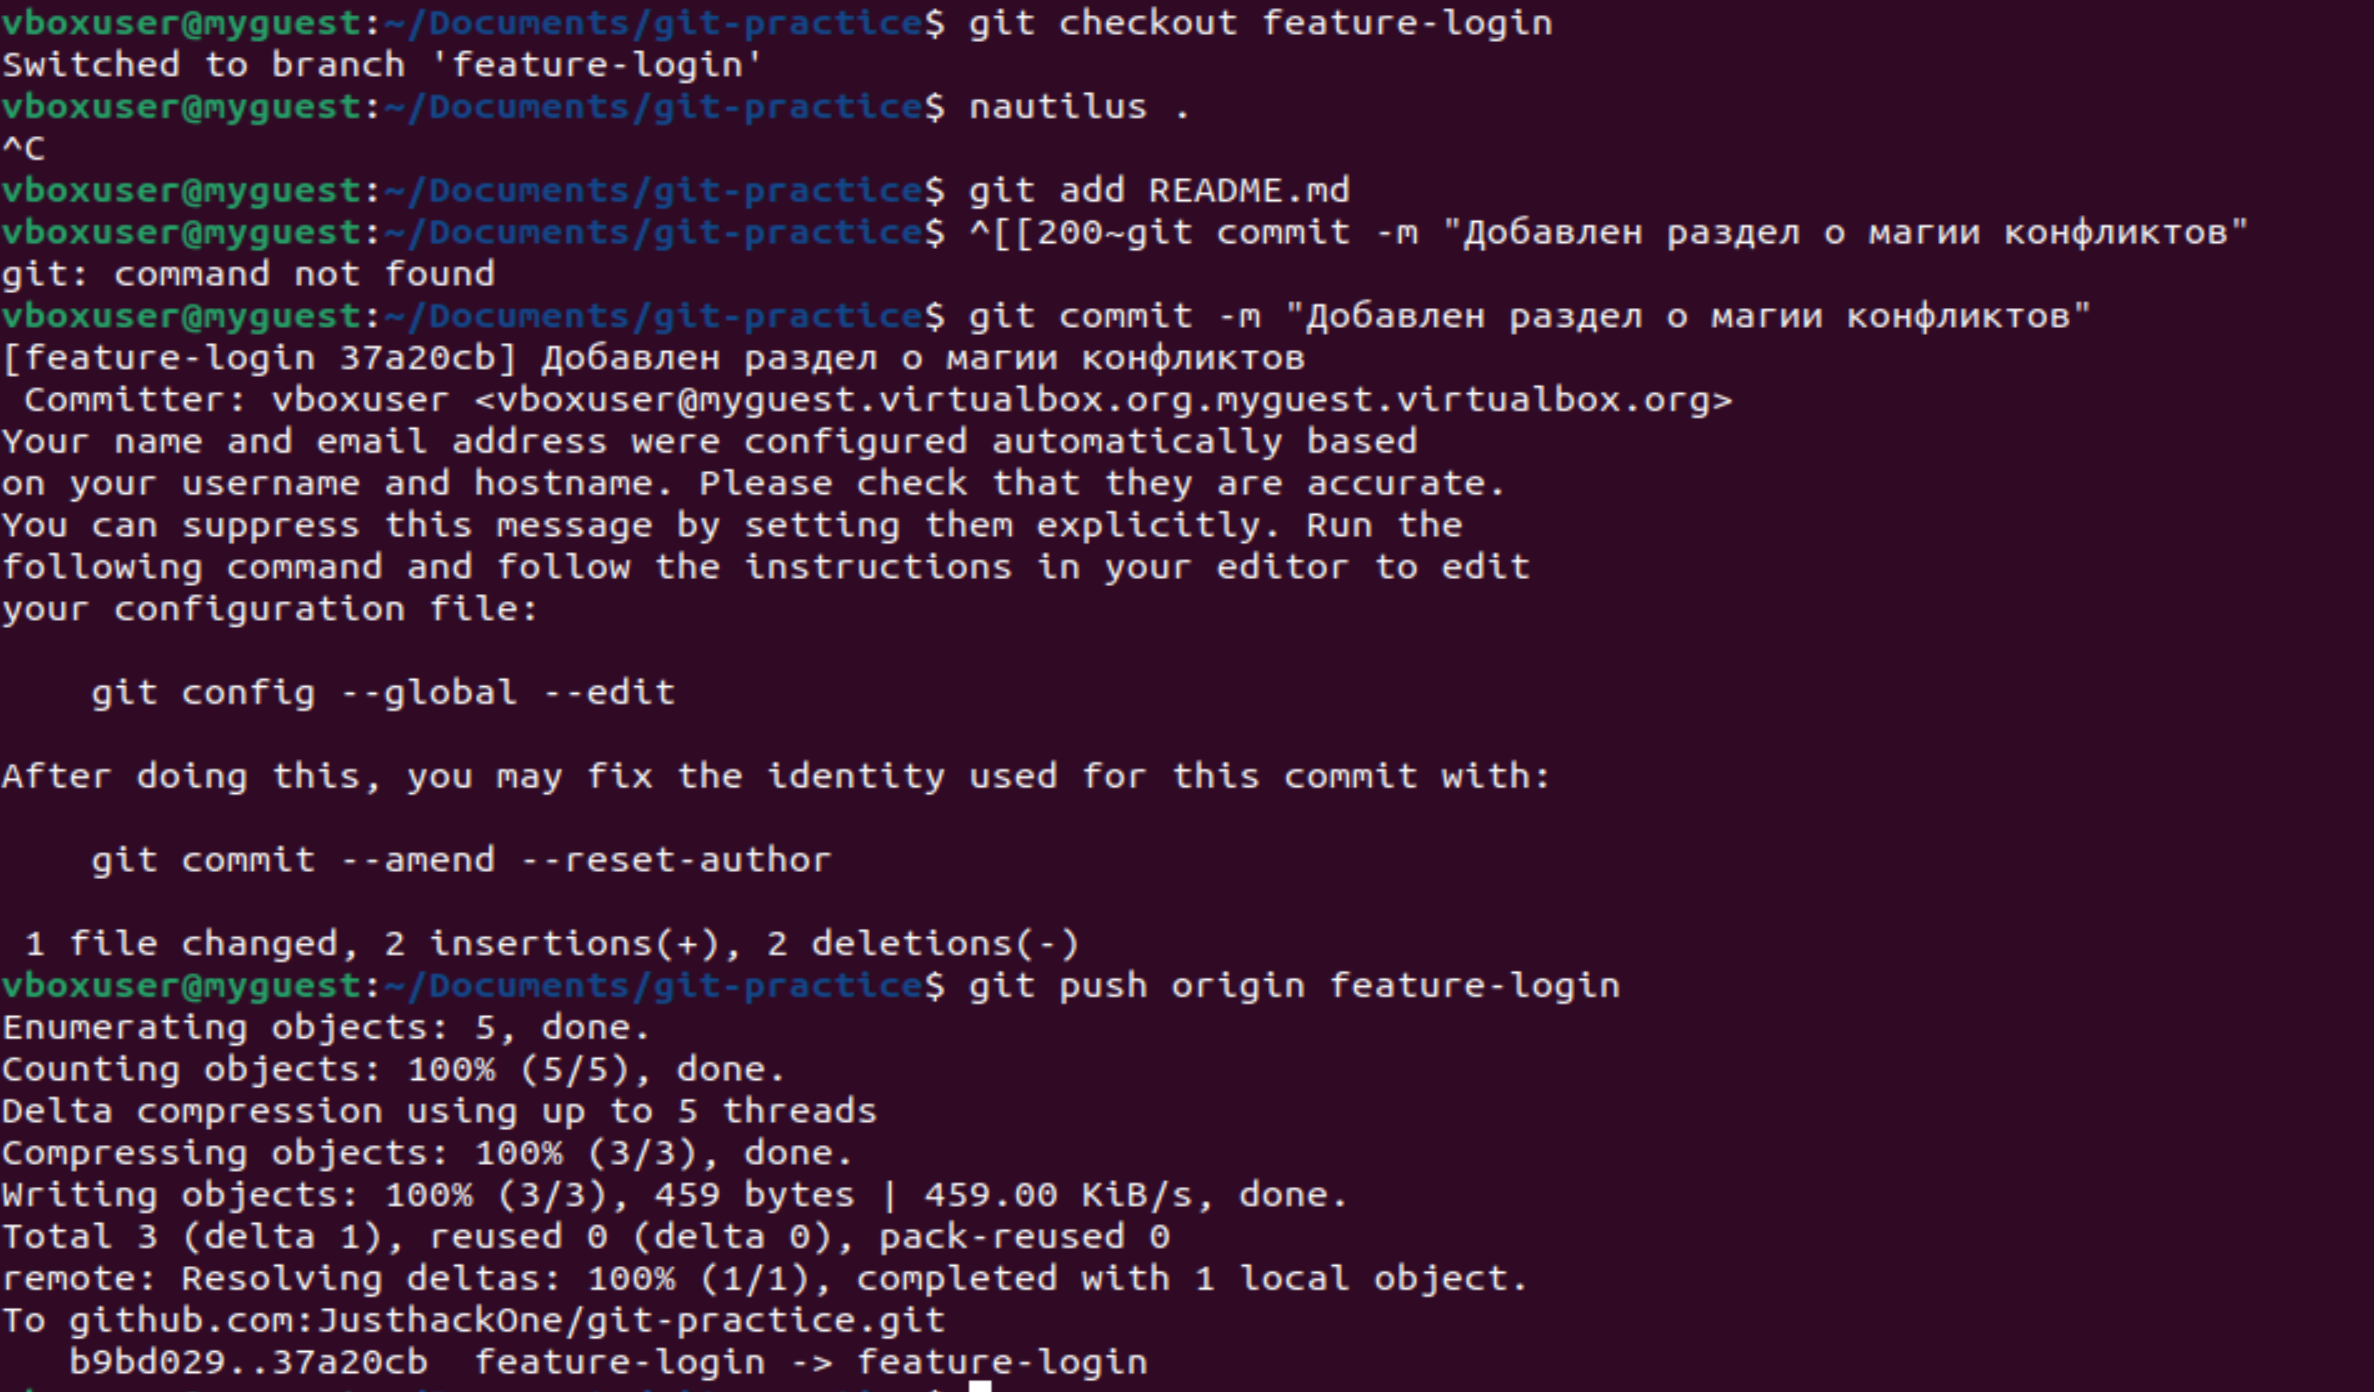 vboxuser@myguest:~/Documents/git-practice$ git checkout feature-login
Switched to branch 'feature-login'
vboxuser@myguest:~/Documents/git-practice$ nautilus .
^C
vboxuser@myguest:~/Documents/git-practice$ git add README.md
vboxuser@myguest:~/Documents/git-practice$ ^[[200~git commit -m "Добавлен раздел о магии конфликтов"
git: command not found
vboxuser@myguest:~/Documents/git-practice$ git commit -m "Добавлен раздел о магии конфликтов"
[feature-login 37a20cb] Добавлен раздел о магии конфликтов
 Committer: vboxuser <vboxuser@myguest.virtualbox.org.myguest.virtualbox.org>
Your name and email address were configured automatically based
on your username and hostname. Please check that they are accurate.
You can suppress this message by setting them explicitly. Run the
following command and follow the instructions in your editor to edit
your configuration file:

    git config --global --edit

After doing this, you may fix the identity used for this commit with:

    git commit --amend --reset-author

 1 file changed, 2 insertions(+), 2 deletions(-)
vboxuser@myguest:~/Documents/git-practice$ git push origin feature-login
Enumerating objects: 5, done.
Counting objects: 100% (5/5), done.
Delta compression using up to 5 threads
Compressing objects: 100% (3/3), done.
Writing objects: 100% (3/3), 459 bytes | 459.00 KiB/s, done.
Total 3 (delta 1), reused 0 (delta 0), pack-reused 0
remote: Resolving deltas: 100% (1/1), completed with 1 local object.
To github.com:JusthackOne/git-practice.git
   b9bd029..37a20cb  feature-login -> feature-login